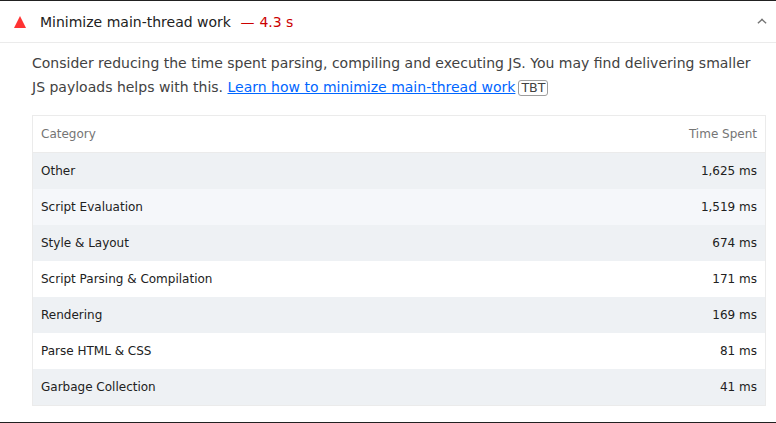 Minimize main-thread work — 4.3 s
Consider reducing the time spent parsing, compiling and executing JS. You may find delivering smaller
JS payloads helps with this. Learn how to minimize main-thread work TBT
Category Time Spent
Other 1,625 ms
Script Evaluation 1,519 ms
Style & Layout 674 ms
Script Parsing & Compilation 171 ms
Rendering 169 ms
Parse HTML & CSS 81 ms
Garbage Collection 41 ms